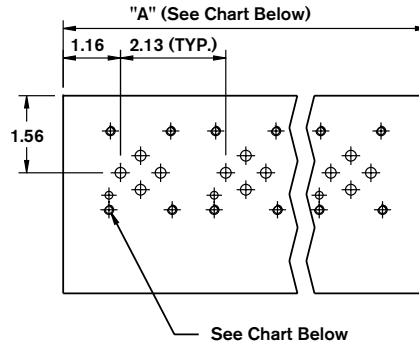 "A" (See Chart Below)
1.16 2.13 (TYP.)
1.56
See Chart Below